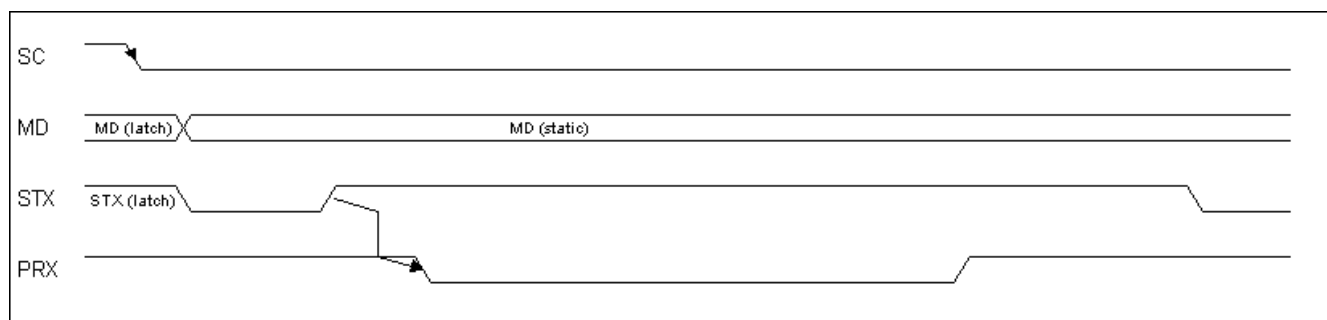 SC
MD MD (latch) MD (static)
STX STX (latch)
PRX